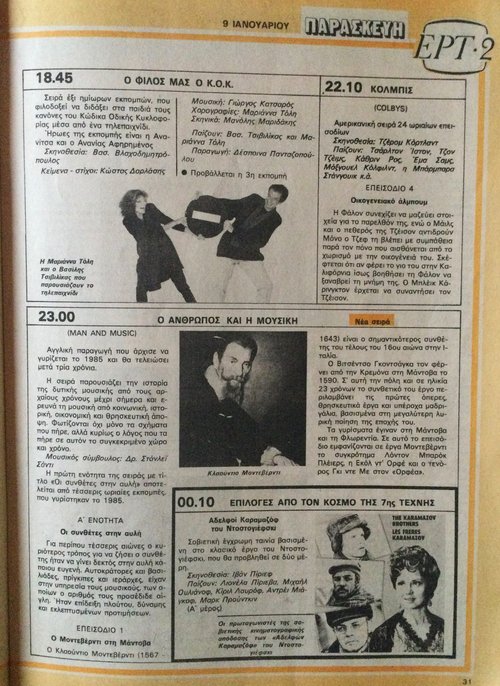 9 ΙΑΝΟΥΑΡΙΟΥ
ΠΑΡΑΣΚΕΥΗ
ΕΡΤ·2
18.45
Ο ΦΙΛΟΣ ΜΑΣ Ο Κ.Ο.Κ.
Σειρά έξι ημίωρων εκπομπών, που
φιλοδοξεί να διδάξει στα παιδιά τους
κανόνες του Κώδικα Οδικής Κυκλοφο-
ρίας μέσα από ένα τηλεπαιχνίδι.
Ήρωες της εκπομπής είναι η Ανα-
νίτσα και ο Ανανίας Αφηρημένος
Σκηνοθεσία: Βασ. Βλαχοδημητρό-
πουλος
Κείμενα - στίχοι: Κώστας Δαρλάσης
Μουσική: Γιώργος Κατσαρός
Χορογραφίες: Μαριάννα Τόλη
Σκηνικά: Μανόλης Μαριδάκης
Παίζουν: Βασ. Τσιβιλίκας και Μα-
ριάννα Τόλη
Παραγωγή: Δέσποινα Πανταζοπού-
λου
● Προβάλλεται η 3η εκπομπή
Η Μαριάννα Τόλη
και ο Βασίλης
Τσιβιλίκας που
παρουσιάζουν το
τηλεπαιχνίδι
22.10 ΚΟΛΜΠΙΣ
(COLBYS)
Αμερικανική σειρά 24 ωριαίων επει-
σοδίων
Σκηνοθεσία: Τζέρομ Κόρτλαντ
Παίζουν: Τσάρλτον Ίστον, Τζον
Τζέιμς, Κάθριν Ρος, Έμα Σαμς,
Μάξγουελ Κόλφιλντ, η Μπάρμπαρα
Στάνγουικ κ.ά.
ΕΠΕΙΣΟΔΙΟ 4
Οικογενειακό άλμπουμ
Η Φάλον συνεχίζει να μαζεύει στοι-
χεία για το παρελθόν της, ενώ ο Μάιλς
και ο πεθερός της Τζέισον αντιδρούν
Μόνο ο Τζεφ τη βλέπει με συμπάθεια
παρά τον πόνο που αισθάνεται από το
χωρισμό με την οικογένειά του. Σκέ-
φτεται ότι αν φέρει το γιο του στην Κα-
λιφόρνια ίσως βοηθήσει τη Φάλον να
ξαναβρεί τη μνήμη της. Ο Μπλέικ Κά-
ρινγκτον έρχεται να συναντήσει τον
Τζέισον.
23.00
Ο ΑΝΘΡΩΠΟΣ ΚΑΙ Η ΜΟΥΣΙΚΗ
Νέα σειρά
(MAN AND MUSIC)
Αγγλική παραγωγή που άρχισε να
γυρίζεται το 1985 και θα τελειώσει
μετά τρία χρόνια.
Η σειρά παρουσιάζει την ιστορία
της δυτικής μουσικής από τους αρ-
χαίους χρόνους μέχρι σήμερα και ε-
ρευνά τη μουσική από κοινωνική, ιστο-
ρική, οικονομική και θρησκευτική άπο-
ψη. Φωτίζονται όχι μόνο τα σχήματα
που πήρε, αλλά κυρίως ο λόγος που τα
πήρε σε αυτόν το συγκεκριμένο χώρο
και χρόνο.
Μουσικός σύμβουλος: Δρ. Στάνλεϊ
Σάντι
Η πρώτη ενότητα της σειράς με τί-
τλο «Οι συνθέτες στην αυλή» αποτε-
λείται από τέσσερις ωριαίες εκπομπές,
που γυρίστηκαν το 1985.
Α΄ ΕΝΟΤΗΤΑ
Οι συνθέτες στην αυλή
Για περίπου τέσσερις αιώνες ο κυ-
ριότερος τρόπος για να ζήσει ο συνθέ-
της ήταν να γίνει δεκτός στην αυλή κά-
ποιου ευγενή. Αυτοκράτορες και βασι-
λιάδες, πρίγκιπες και ιεράρχες, είχαν
στην υπηρεσία τους μουσικούς, των ο-
ποίων ο αριθμός τους προσέδιδε αί-
γλη. Ήταν επίδειξη πλούτου, δύναμης
και εκλεπτυσμένων προτιμήσεων.
ΕΠΕΙΣΟΔΙΟ 1
Ο Μοντεβέρντι στη Μάντοβα
Ο Κλαούντιο Μοντεβέρντι (1567 -
Κλαούντιο Μοντεβέρντι
1643) είναι ο σημαντικότερος συνθέ-
της του τέλους του 16ου αιώνα στην Ι-
ταλία.
Ο Βιτσέντσο Γκοντσάγκα τον φέρ-
νει από την Κρεμόνα στη Μάντοβα το
1590. Σ' αυτή την πόλη και σε ηλικία
23 χρόνων το συνθετικό του έργο πε-
ριλαμβάνει τις πρώτες όπερες,
θρησκευτικά έργα και υπέροχα μαδρι-
γάλια, βασισμένα στη μεγαλύτερη λυρι-
κή ποίηση της εποχής του.
Τα γυρίσματα έγιναν στη Μάντοβα
και τη Φλωρεντία. Σε αυτό το επεισό-
διο εμφανίζονται σε έργα Μοντεβέρντι
το συγκρότημα Λόντον Μπαρόκ
Πλέιερς, η Εκόλ ντ' Ορφέ και ο τενό-
ρος Γκι ντε Με στον «Ορφέα».
00.10
ΕΠΙΛΟΓΕΣ ΑΠΟ ΤΟΝ ΚΟΣΜΟ ΤΗΣ 7ης ΤΕΧΝΗΣ
Αδελφοί Καραμαζόφ
του Ντοστογιέφσκι
Σοβιετική έγχρωμη ταινία βασισμέ-
νη στο κλασικό έργο του Ντοστο-
γιέφσκι, που θα προβληθεί σε δύο μέ-
ρη.
Σκηνοθεσία: Ιβάν Πίριεφ
Παίζουν: Λιονέλα Πίριεβα, Μιχαήλ
Ουλιάνοφ, Κίριλ Λαυρόφ, Αντρέι Μιά-
γκοφ, Μαρκ Προύντκιν
(Α΄ μέρος)
Οι πρωταγωνιστές της σο-
βιετικής κινηματογραφικής
απόδοσης των «Αδελφών
Καραμαζόφ» του Ντοστο-
γιέφσκι
THE KARAMAZOV
BROTHERS
LES FRERES
KARAMAZOV
31